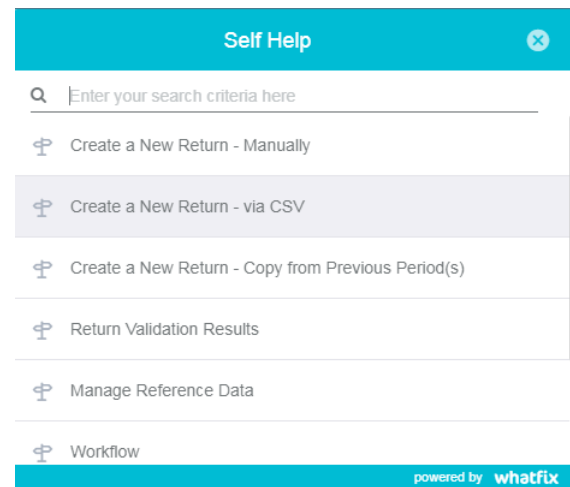 Self Help
Enter your search criteria here
Create a New Return - Manually
Create a New Return - via CSV
Create a New Return - Copy from Previous Period(s)
Return Validation Results
Manage Reference Data
Workflow
powered by whatfix